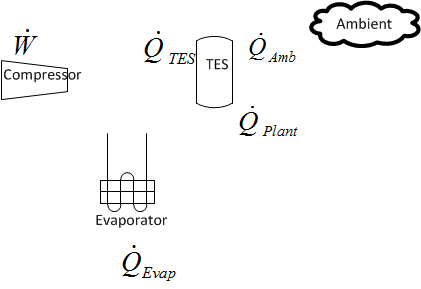 Ambient
Ẇ
Q̇ TES
Q̇ Amb
Compressor
TES
Q̇ Plant
Evaporator
Q̇ Evap